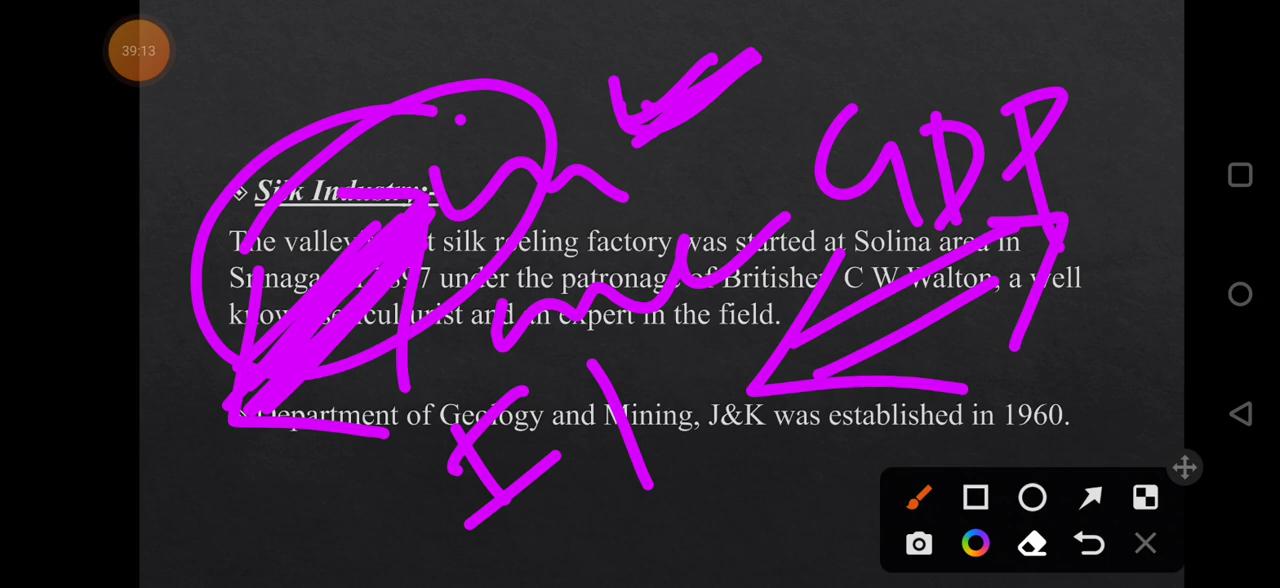 39:13
GDP
Silk Industry:-
The valley's first silk reeling factory was started at Solina area in
Srinagar in 1897 under the patronage of Britisher, C W Walton, a well
known sericulturist and an expert in the field.
Department of Geology and Mining, J&K was established in 1960.